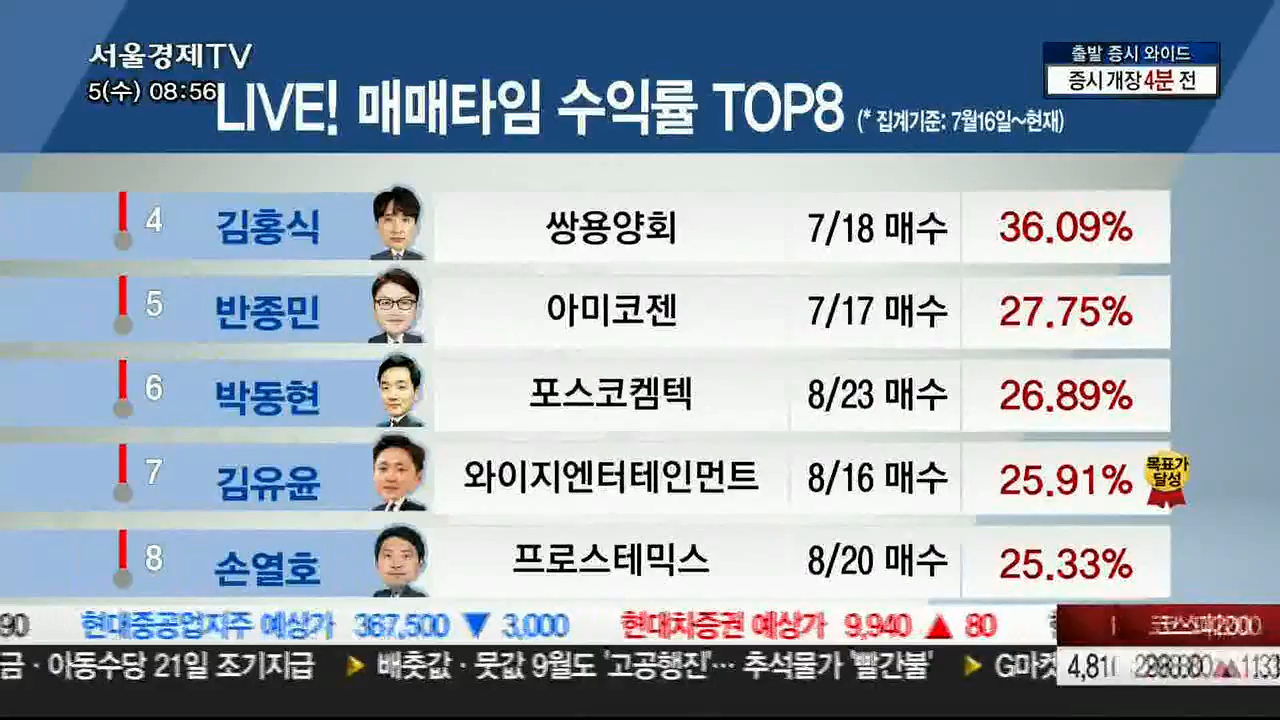 서울경제TV
5(수) 08:56
출발 증시 와이드
증시 개장 4분 전
LIVE! 매매타임 수익률 TOP8 (* 집계기준: 7월16일~현재)
4 김홍식 쌍용양회 7/18 매수 36.09%
5 반종민 아미코젠 7/17 매수 27.75%
6 박동현 포스코켐텍 8/23 매수 26.89%
7 김유윤 와이지엔터테인먼트 8/16 매수 25.91% 목표가 달성
8 손열호 프로스테믹스 8/20 매수 25.33%
90 현대중공업지주 예상가 367,500 ▼ 3,000 현대차증권 예상가 9,940 ▲ 80
금·아동수당 21일 조기지급 ▶ 배춧값·뭇값 9월도 '고공행진'… 추석물가 '빨간불' ▶ G마켓